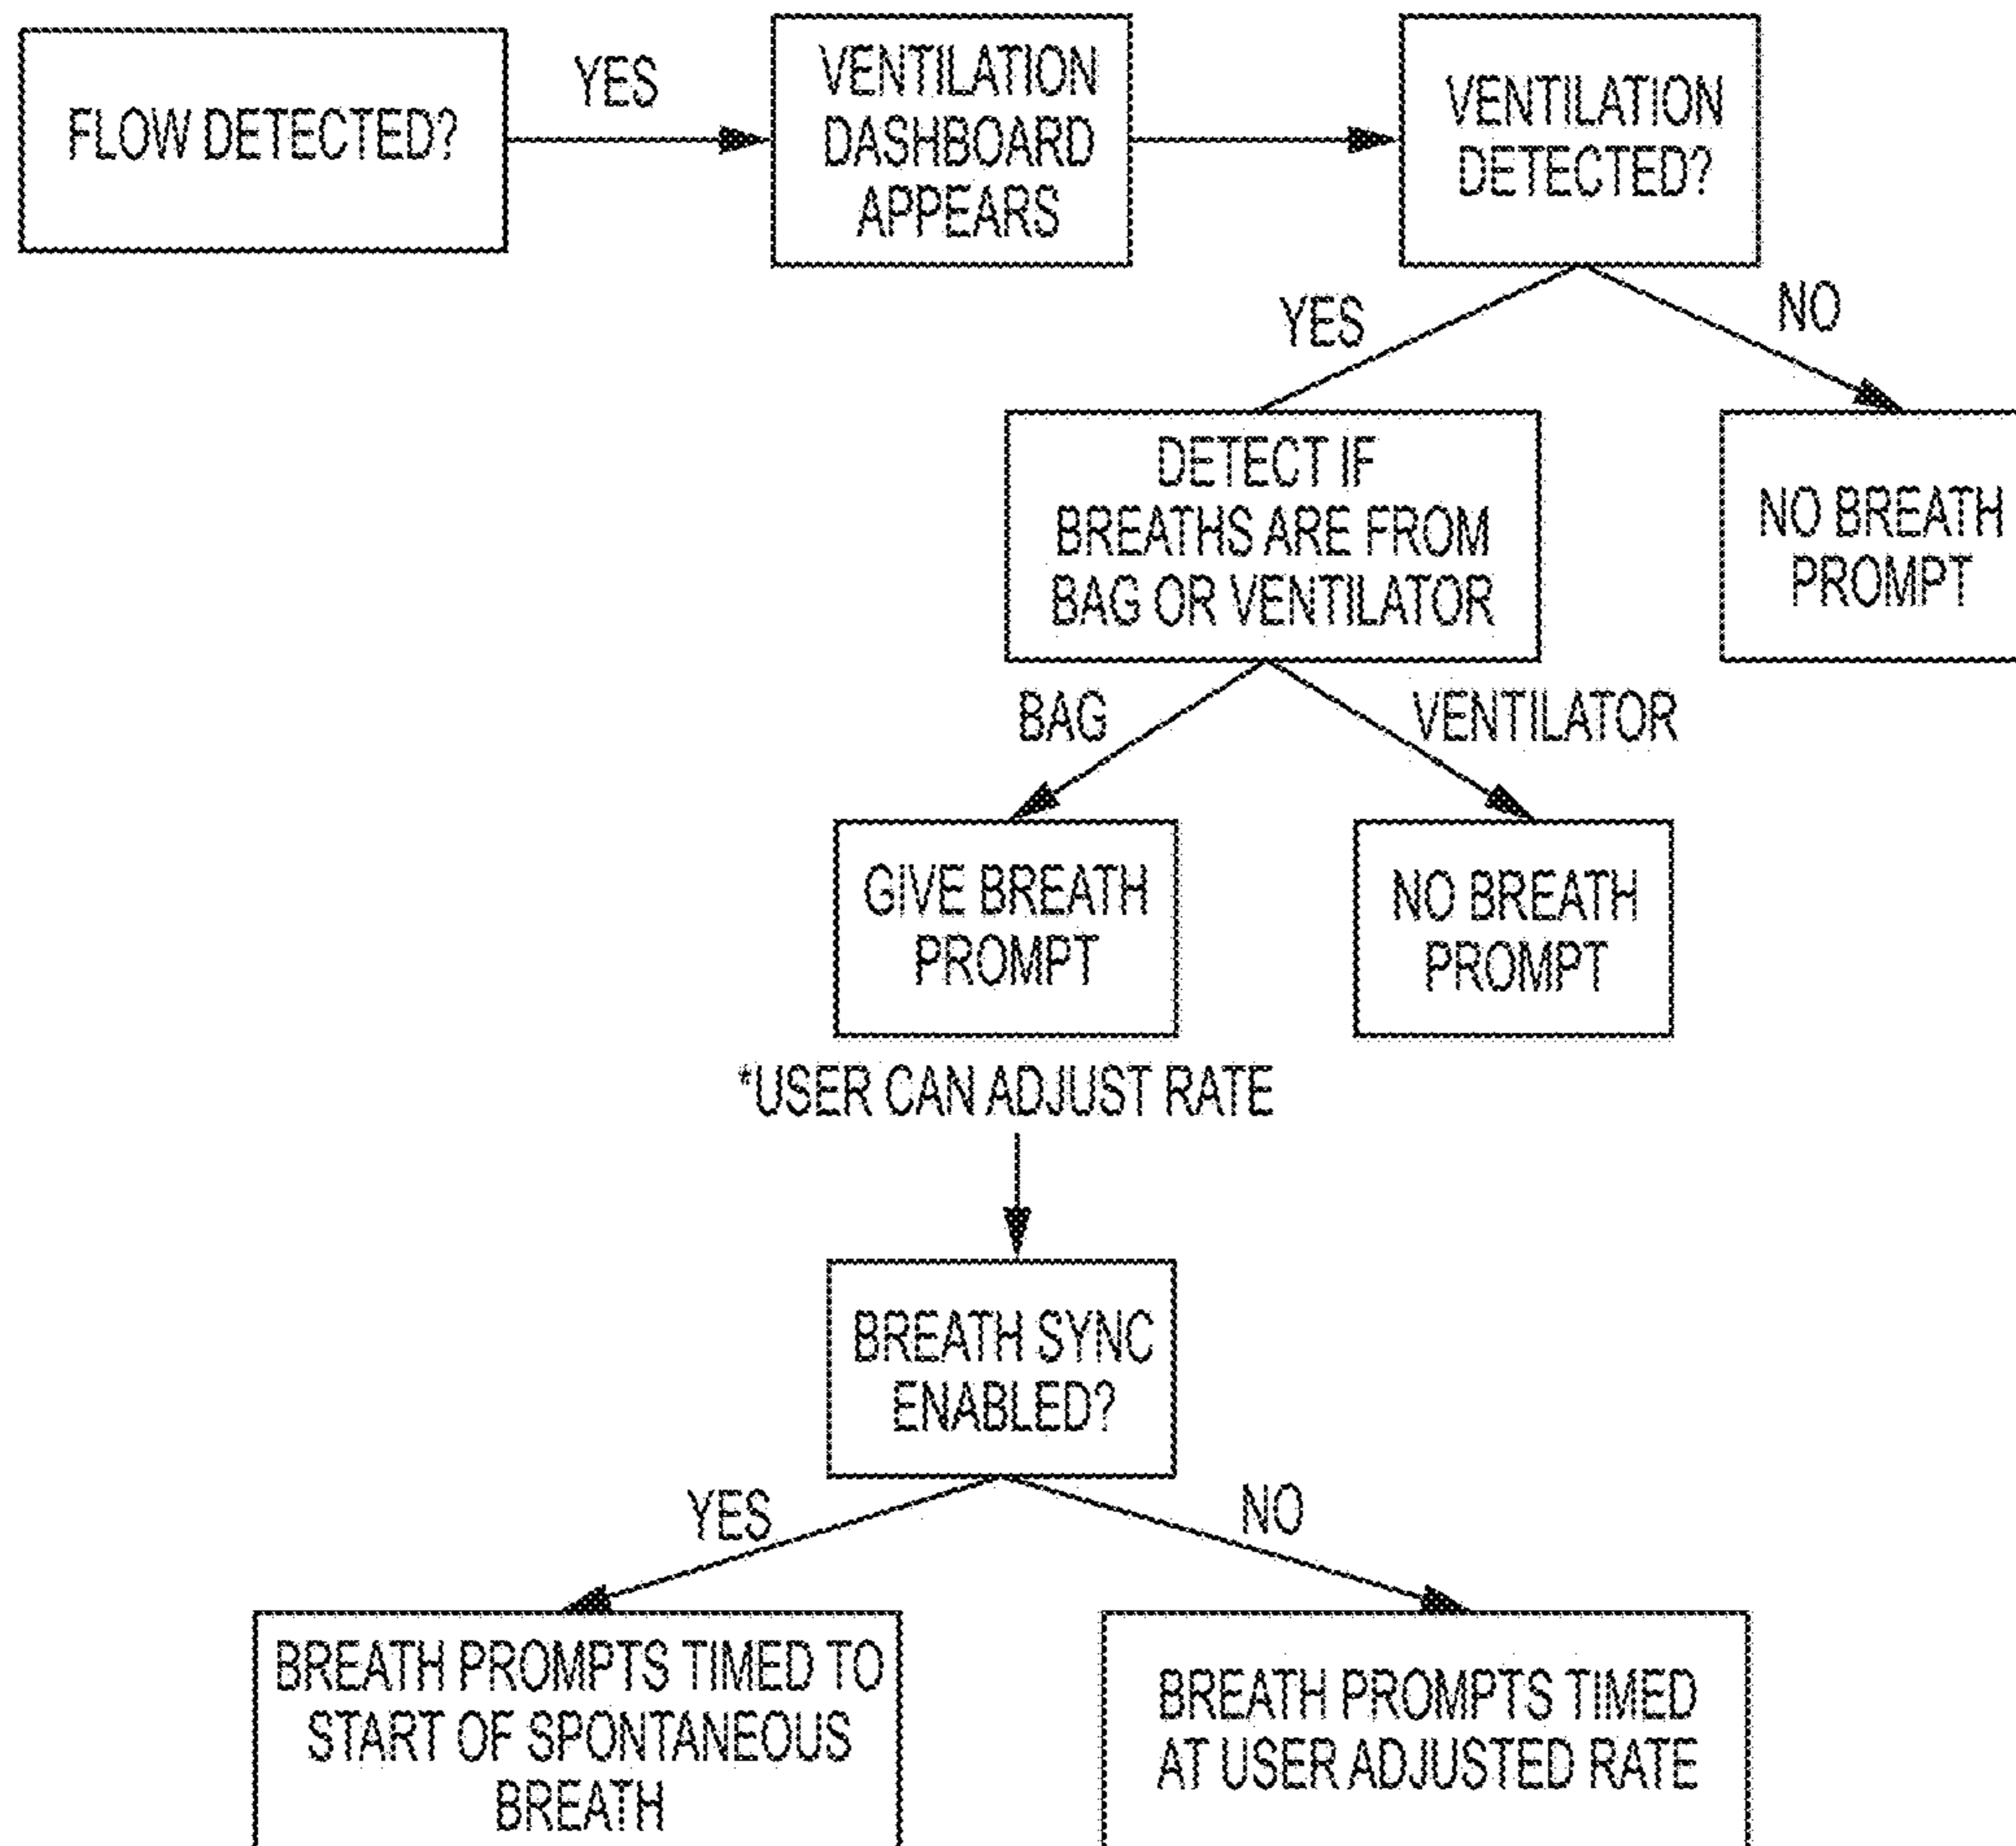 FLOW DETECTED?
YES
VENTILATION
DASHBOARD
APPEARS
VENTILATION
DETECTED?
YES
NO
DETECT IF
BREATHS ARE FROM
BAG OR VENTILATOR
NO BREATH
PROMPT
BAG
VENTILATOR
GIVE BREATH
PROMPT
NO BREATH
PROMPT
*USER CAN ADJUST RATE
BREATH SYNC
ENABLED?
YES
NO
BREATH PROMPTS TIMED TO
START OF SPONTANEOUS
BREATH
BREATH PROMPTS TIMED
AT USER ADJUSTED RATE